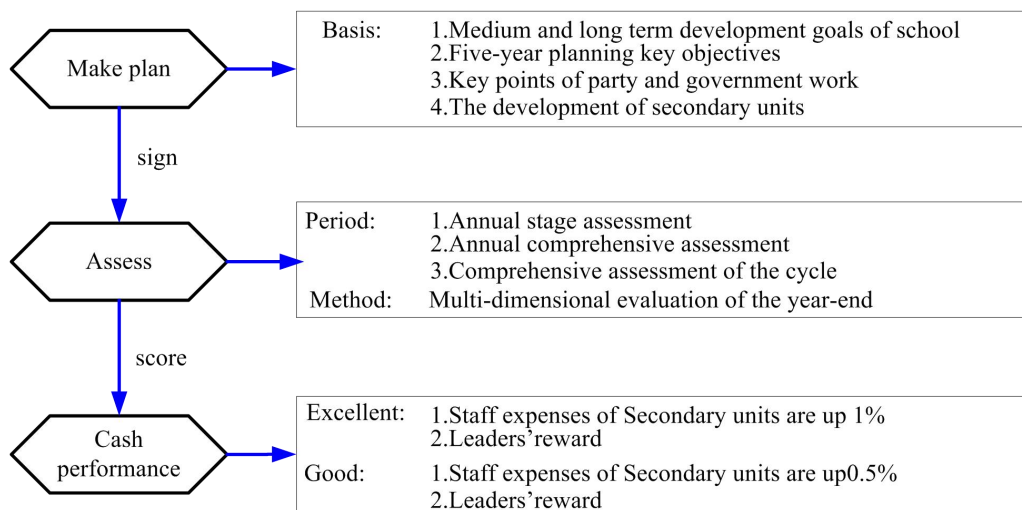 Make plan
Basis: 1.Medium and long term development goals of school
2.Five-year planning key objectives
3.Key points of party and government work
4.The development of secondary units
sign
Assess
Period: 1.Annual stage assessment
2.Annual comprehensive assessment
3.Comprehensive assessment of the cycle
Method: Multi-dimensional evaluation of the year-end
score
Cash
performance
Excellent: 1.Staff expenses of Secondary units are up 1%
2.Leaders’reward
Good: 1.Staff expenses of Secondary units are up0.5%
2.Leaders’reward